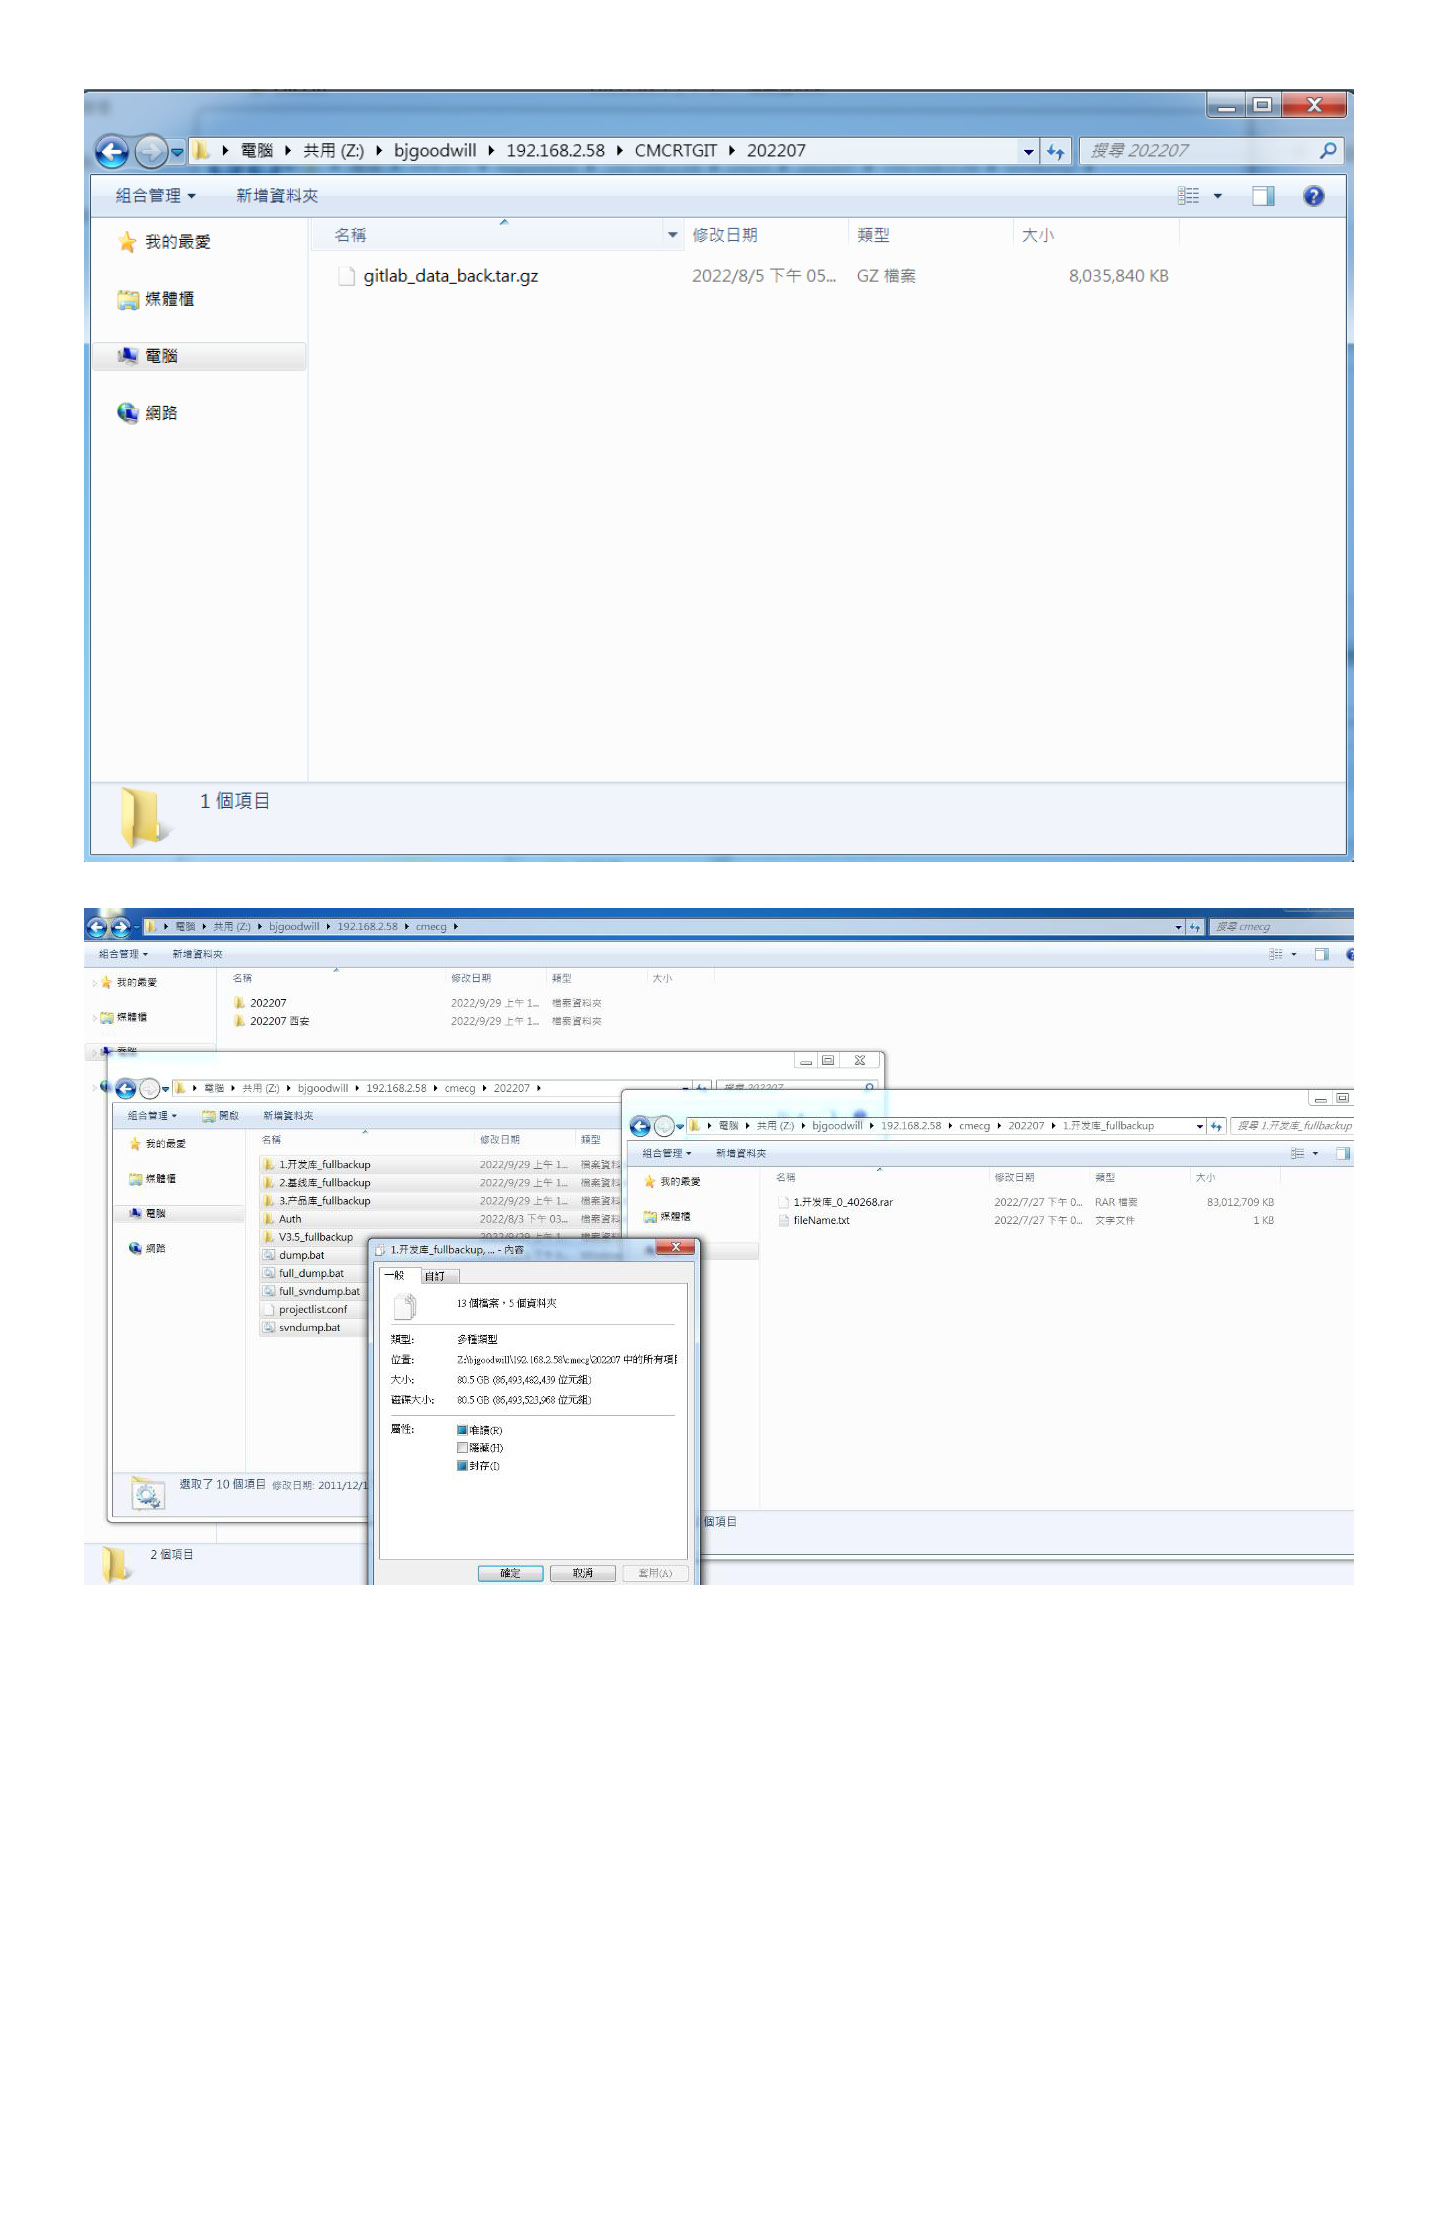 電腦 ▸ 共用 (Z:) ▸ bjgoodwill ▸ 192.168.2.58 ▸ CMCRTGIT ▸ 202207
搜尋 202207
組合管理 新增資料夾
我的最愛
媒體櫃
電腦
網路
名稱 修改日期 類型 大小
gitlab_data_back.tar.gz 2022/8/5 下午 05... GZ 檔案 8,035,840 KB
1 個項目
電腦 ▸ 共用 (Z:) ▸ bjgoodwill ▸ 192.168.2.58 ▸ cmecg ▸
搜尋 cmecg
組合管理 新增資料夾
我的最愛
媒體櫃
電腦
名稱 修改日期 類型 大小
202207 2022/9/29 上午 1... 檔案資料夾
202207 西安 2022/9/29 上午 1... 檔案資料夾
2 個項目
電腦 ▸ 共用 (Z:) ▸ bjgoodwill ▸ 192.168.2.58 ▸ cmecg ▸ 202207 ▸
搜尋 202207
組合管理 開啟 新增資料夾
我的最愛
媒體櫃
電腦
網路
名稱 修改日期 類型
1.开发库_fullbackup 2022/9/29 上午 1... 檔案資料
2.基线库_fullbackup 2022/9/29 上午 1... 檔案資料
3.产品库_fullbackup 2022/9/29 上午 1... 檔案資料
Auth 2022/8/3 下午 03... 檔案資料
V3.5_fullbackup 2022/9/29 上午 1... 檔案資料
dump.bat
full_dump.bat
full_svndump.bat
projectlist.conf
svndump.bat
選取了 10 個項目 修改日期: 2011/12/1
1.开发库_fullbackup, ... - 內容
一般 自訂
13 個檔案，5 個資料夾
類型: 多種類型
位置: Z:\bjgoodwill\192.168.2.58\cmecg\202207 中的所有項目
大小: 80.5 GB (86,493,482,439 位元組)
磁碟大小: 80.5 GB (86,493,523,968 位元組)
屬性: 唯讀(R)
隱藏(H)
封存(I)
確定 取消 套用(A)
電腦 ▸ 共用 (Z:) ▸ bjgoodwill ▸ 192.168.2.58 ▸ cmecg ▸ 202207 ▸ 1.开发库_fullbackup
搜尋 1.开发库_fullbackup
組合管理 新增資料夾
我的最愛
媒體櫃
名稱 修改日期 類型 大小
1.开发库_0_40268.rar 2022/7/27 下午 0... RAR 檔案 83,012,709 KB
fileName.txt 2022/7/27 下午 0... 文字文件 1 KB
個項目